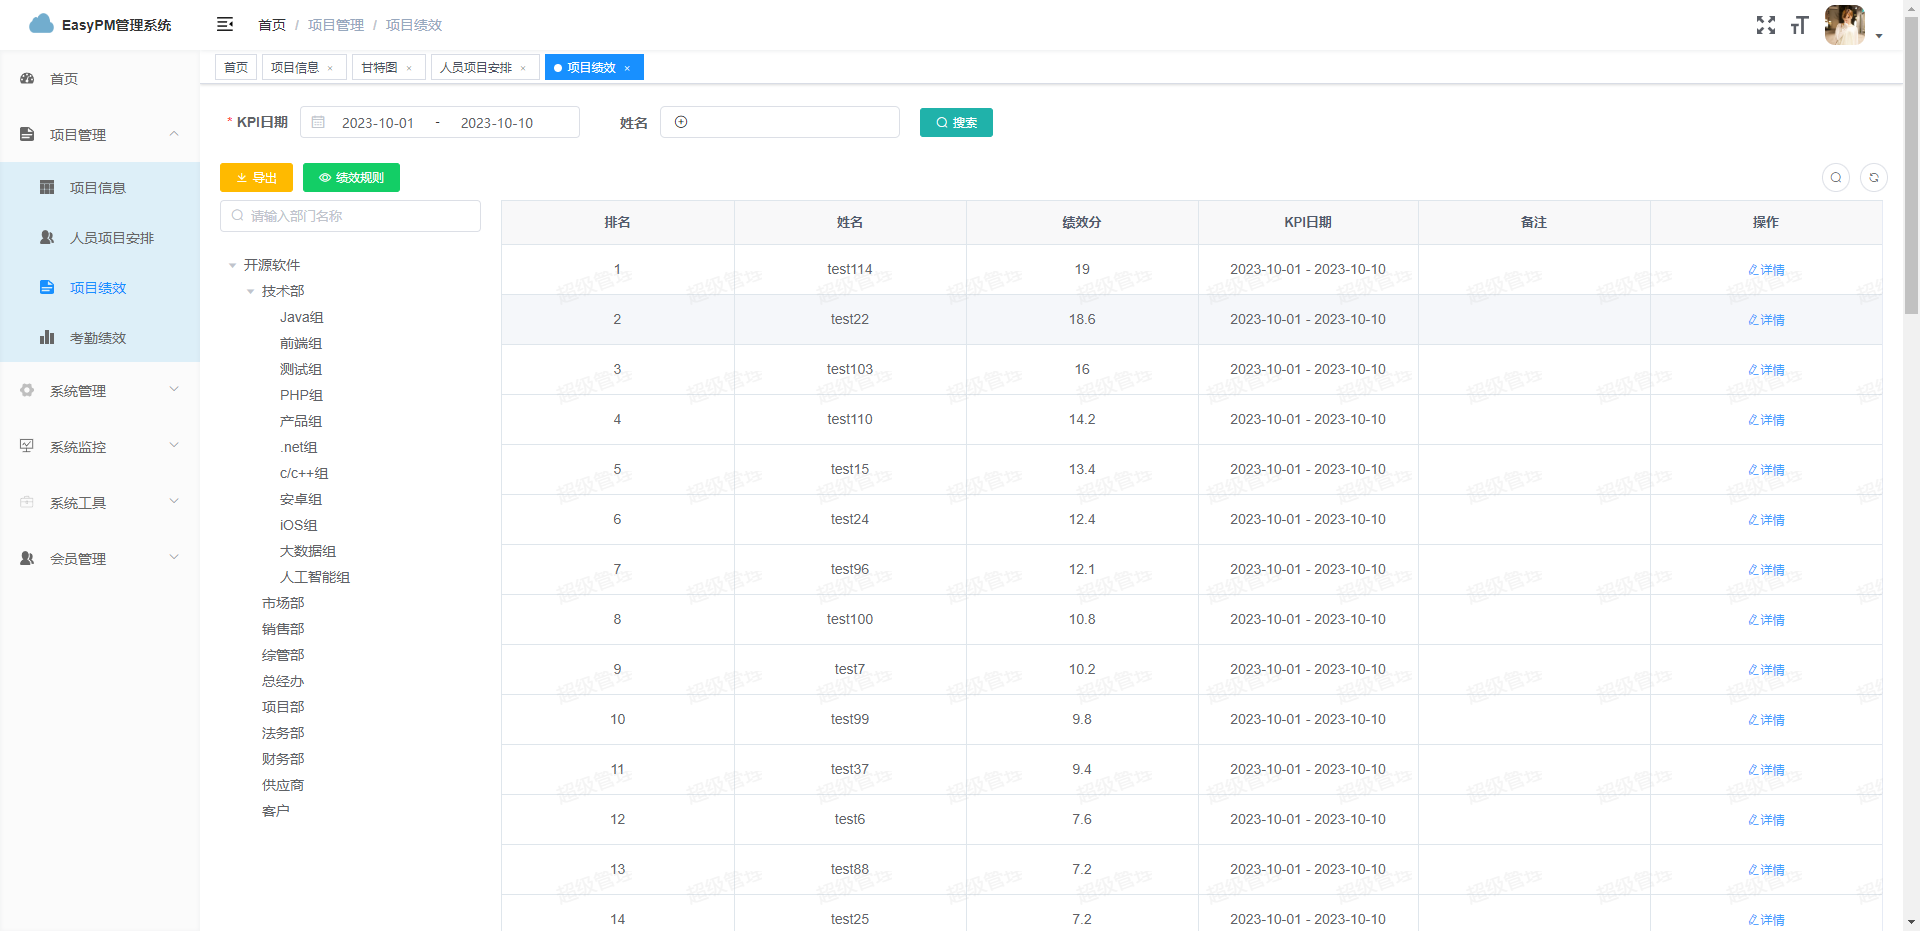 EasyPM管理系统
首页 / 项目管理 / 项目绩效
首页 项目信息 × 甘特图 × 人员项目安排 × 项目绩效 ×
首页
项目管理
项目信息
人员项目安排
项目绩效
考勤绩效
系统管理
系统监控
系统工具
会员管理
* KPI日期 2023-10-01 - 2023-10-10 姓名 搜索
导出 绩效规则
请输入部门名称
开源软件
技术部
Java组
前端组
测试组
PHP组
产品组
.net组
c/c++组
安卓组
iOS组
大数据组
人工智能组
市场部
销售部
综管部
总经办
项目部
法务部
财务部
供应商
客户
排名 姓名 绩效分 KPI日期 备注 操作
1 test114 19 2023-10-01 - 2023-10-10 详情
2 test22 18.6 2023-10-01 - 2023-10-10 详情
3 test103 16 2023-10-01 - 2023-10-10 详情
4 test110 14.2 2023-10-01 - 2023-10-10 详情
5 test15 13.4 2023-10-01 - 2023-10-10 详情
6 test24 12.4 2023-10-01 - 2023-10-10 详情
7 test96 12.1 2023-10-01 - 2023-10-10 详情
8 test100 10.8 2023-10-01 - 2023-10-10 详情
9 test7 10.2 2023-10-01 - 2023-10-10 详情
10 test99 9.8 2023-10-01 - 2023-10-10 详情
11 test37 9.4 2023-10-01 - 2023-10-10 详情
12 test6 7.6 2023-10-01 - 2023-10-10 详情
13 test88 7.2 2023-10-01 - 2023-10-10 详情
14 test25 7.2 2023-10-01 - 2023-10-10 详情